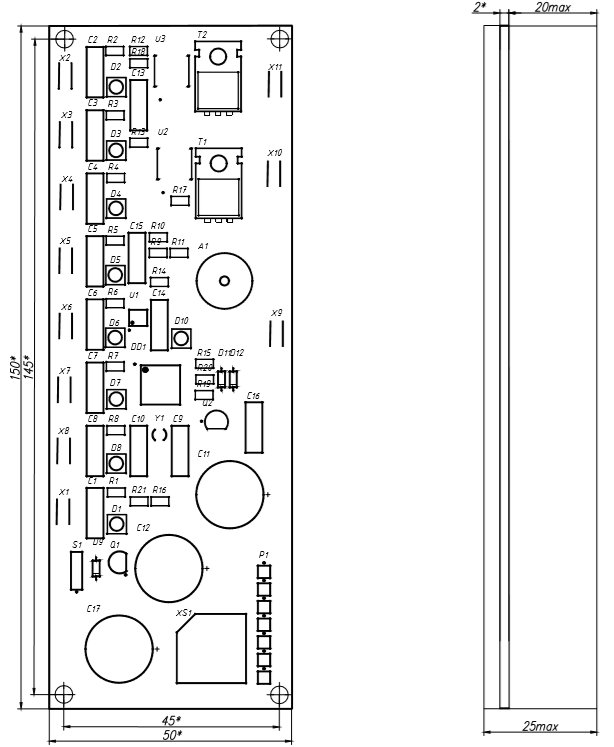 2* 20max
C2 R2 R12 U3 T2
R18
X2 D2 C13 X11
C3 R3
X3 D3 R13 U2 T1
C4 R4 X10
X4 D4 R17
C5 R5 C15 R10
X5 R9 R11 A1
D5 R14
C6 R6 U1 C14
X6 D6 D10 X9
DD1
C7 R7 R15 D11 D12
X7 R20
D7 R19
Q2 C16
C8 R8 C10 Y1 C9
X8 D8 C11
C1 R1
X1 R21 R16
D1 C12
S1 D9 Q1 P1
C17 XS1
150*
145*
45*
50*
25max